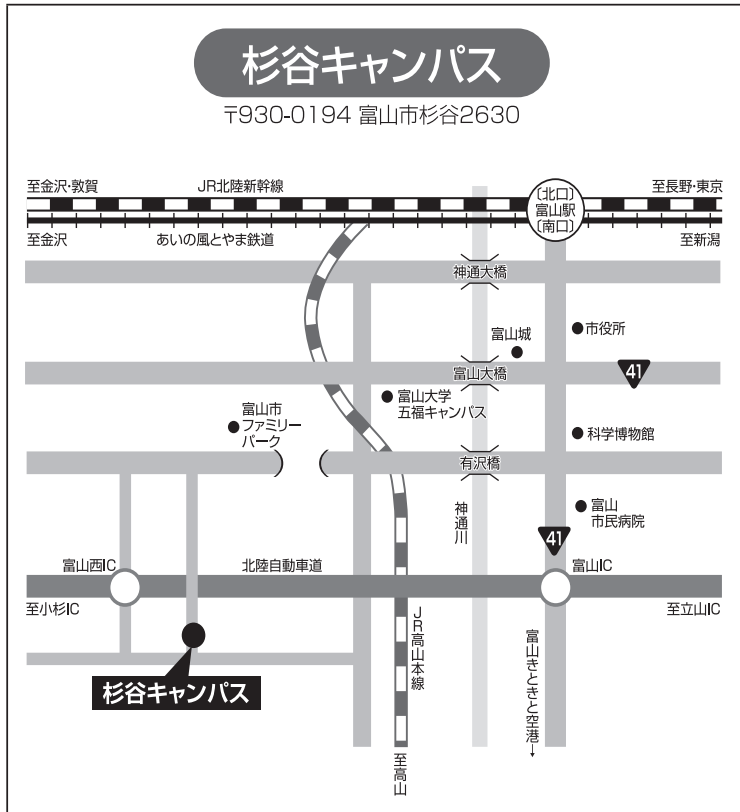 杉谷キャンパス
〒930-0194 富山市杉谷2630
至金沢・敦賀
JR北陸新幹線
〔北口〕
富山駅
〔南口〕
至長野・東京
至金沢
あいの風とやま鉄道
至新潟
神通大橋
富山城
市役所
富山大橋
41
富山大学
五福キャンパス
富山市
ファミリー
パーク
科学博物館
有沢橋
神通川
富山
市民病院
41
富山西IC
北陸自動車道
富山IC
至小杉IC
至立山IC
JR高山本線
富山きときと空港→
杉谷キャンパス
至高山